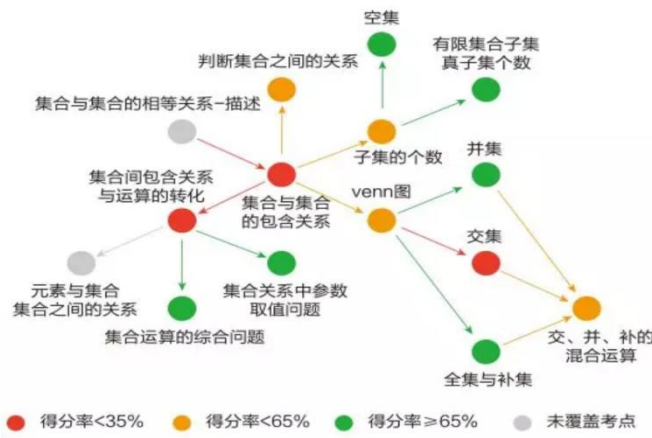 空集
有限集合子集
真子集个数
判断集合之间的关系
集合与集合的相等关系-描述
子集的个数
并集
集合间包含关系
与运算的转化
集合与集合
的包含关系
venn图
交集
元素与集合
集合之间的关系
集合关系中参数
取值问题
集合运算的综合问题
交、并、补的
混合运算
全集与补集
得分率<35%
得分率<65%
得分率≥65%
未覆盖考点